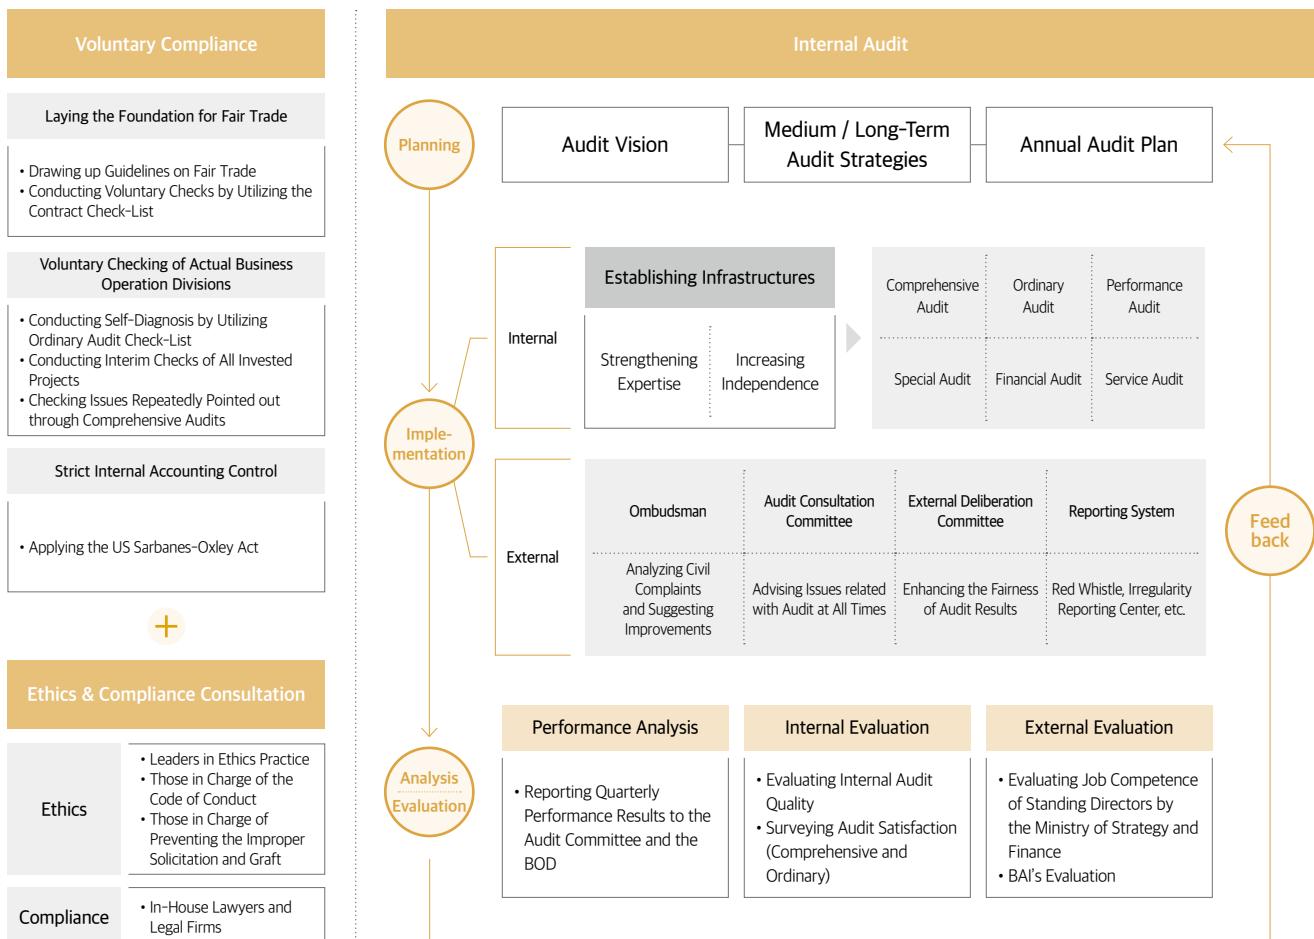 Voluntary Compliance
Laying the Foundation for Fair Trade
• Drawing up Guidelines on Fair Trade
• Conducting Voluntary Checks by Utilizing the
Contract Check-List
Voluntary Checking of Actual Business
Operation Divisions
• Conducting Self-Diagnosis by Utilizing
Ordinary Audit Check-List
• Conducting Interim Checks of All Invested
Projects
• Checking Issues Repeatedly Pointed out
through Comprehensive Audits
Strict Internal Accounting Control
• Applying the US Sarbanes-Oxley Act
+
Ethics & Compliance Consultation
Ethics
• Leaders in Ethics Practice
• Those in Charge of the
Code of Conduct
• Those in Charge of
Preventing the Improper
Solicitation and Graft
Compliance
• In-House Lawyers and
Legal Firms
Internal Audit
Planning
Audit Vision
Medium / Long-Term
Audit Strategies
Annual Audit Plan
Imple-
mentation
Internal
Establishing Infrastructures
Strengthening
Expertise
Increasing
Independence
Comprehensive
Audit
Ordinary
Audit
Performance
Audit
Special Audit
Financial Audit
Service Audit
External
Ombudsman
Audit Consultation
Committee
External Deliberation
Committee
Reporting System
Analyzing Civil
Complaints
and Suggesting
Improvements
Advising Issues related
with Audit at All Times
Enhancing the Fairness
of Audit Results
Red Whistle, Irregularity
Reporting Center, etc.
Feed
back
Analysis
Evaluation
Performance Analysis
• Reporting Quarterly
Performance Results to the
Audit Committee and the
BOD
Internal Evaluation
• Evaluating Internal Audit
Quality
• Surveying Audit Satisfaction
(Comprehensive and
Ordinary)
External Evaluation
• Evaluating Job Competence
of Standing Directors by
the Ministry of Strategy and
Finance
• BAI's Evaluation